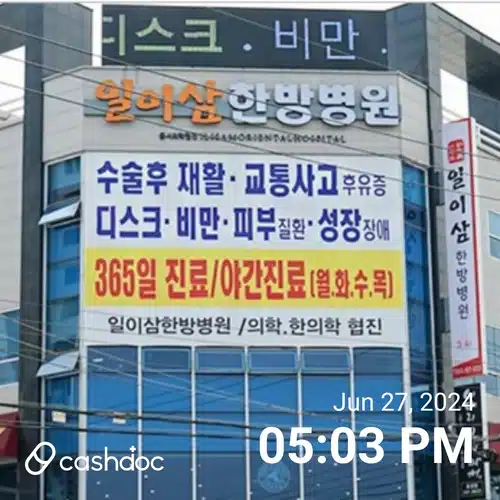 디스크 . 비만 .
일이삼한방병원
수술후 재활·교통사고후유증
디스크·비만·피부질환·성장장애
365일 진료/야간진료(월.화.수.목)
일이삼한방병원 /의학.한의학 협진
일이삼한방병원
Jun 27, 2024
05:03 PM
cashdoc